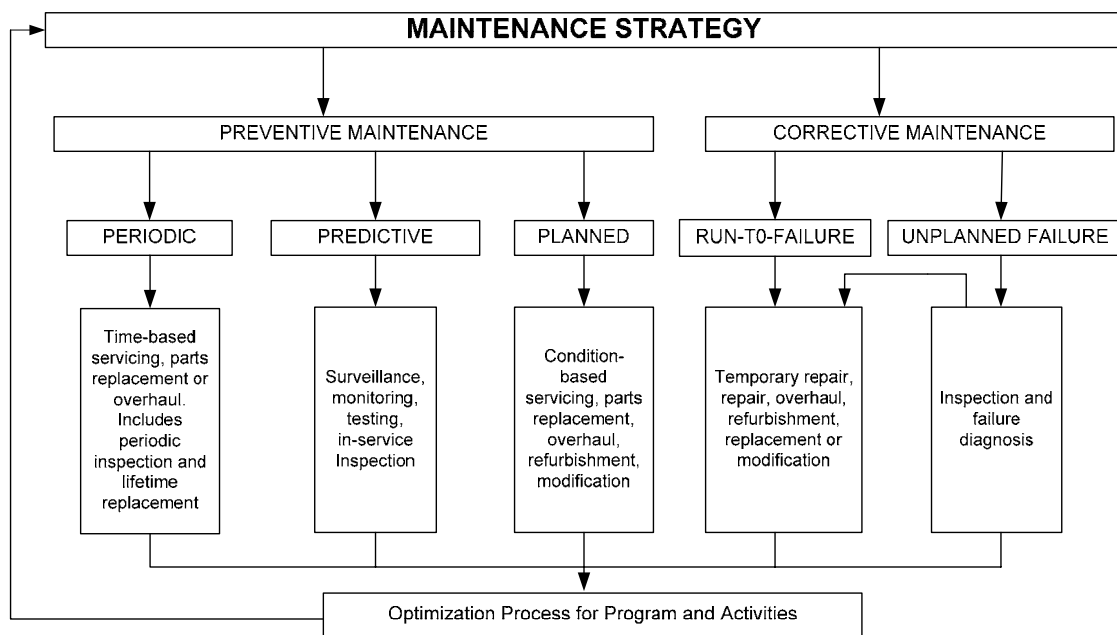 MAINTENANCE STRATEGY
PREVENTIVE MAINTENANCE
CORRECTIVE MAINTENANCE
PERIODIC
PREDICTIVE
PLANNED
RUN-T0-FAILURE
UNPLANNED FAILURE
Time-based
servicing, parts
replacement or
overhaul.
Includes
periodic
inspection and
lifetime
replacement
Surveillance,
monitoring,
testing,
in-service
Inspection
Condition-
based
servicing, parts
replacement,
overhaul,
refurbishment,
modification
Temporary repair,
repair, overhaul,
refurbishment,
replacement or
modification
Inspection and
failure
diagnosis
Optimization Process for Program and Activities